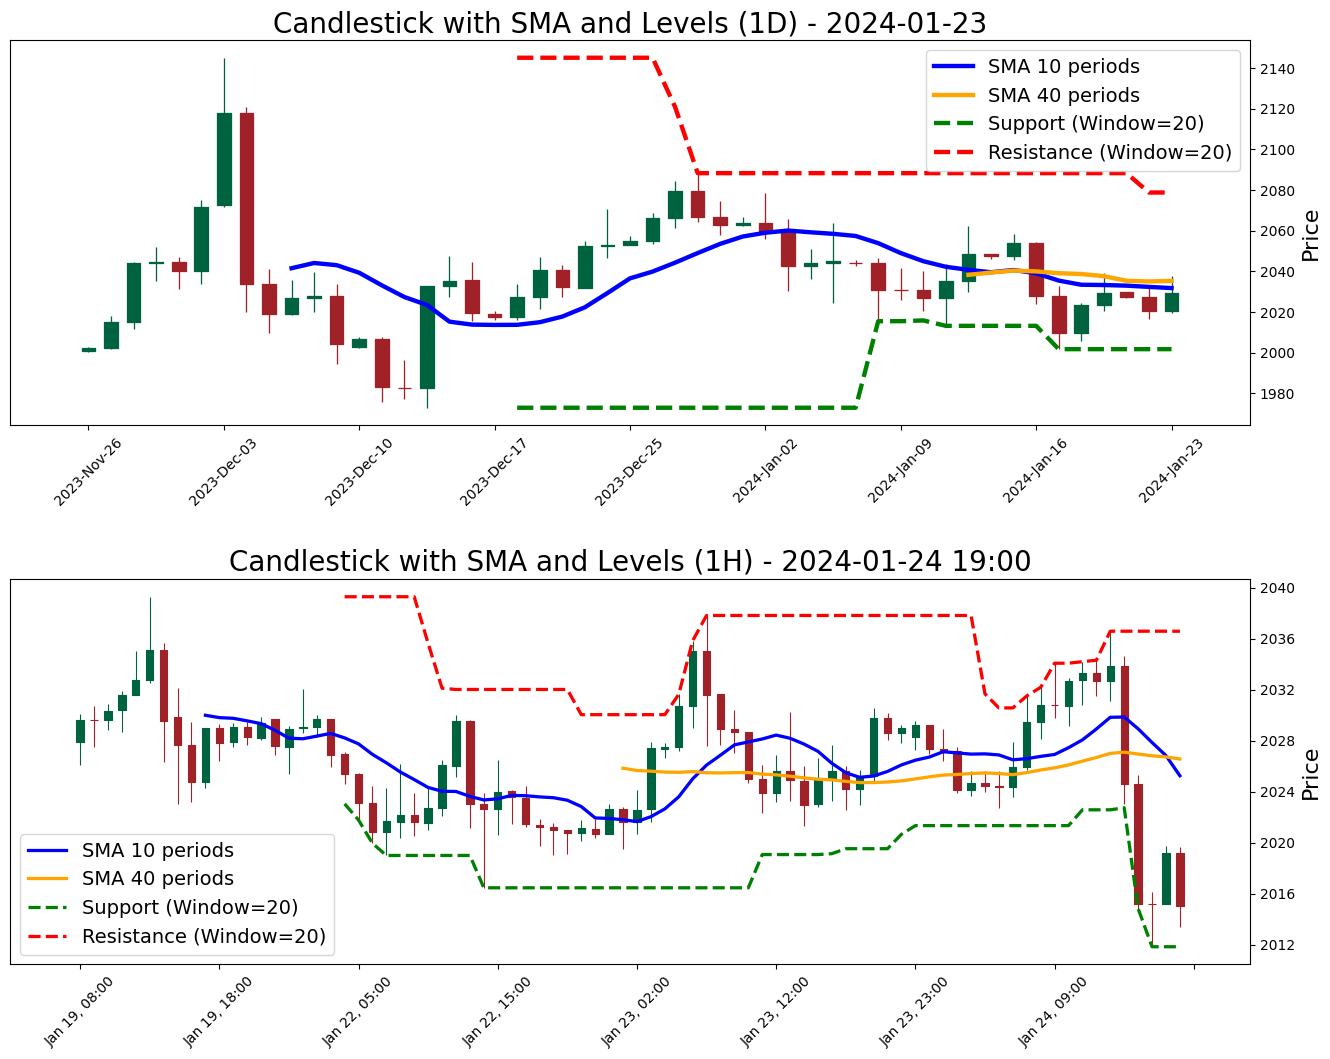 Candlestick with SMA and Levels (1D) - 2024-01-23
SMA 10 periods
SMA 40 periods
Support (Window=20)
Resistance (Window=20)
2140
2120
2100
2080
2060
2040
2020
2000
1980
Price
2023-Nov-26
2023-Dec-03
2023-Dec-10
2023-Dec-17
2023-Dec-25
2024-Jan-02
2024-Jan-09
2024-Jan-16
2024-Jan-23
Candlestick with SMA and Levels (1H) - 2024-01-24 19:00
2040
2036
2032
2028
2024
2020
2016
2012
Price
SMA 10 periods
SMA 40 periods
Support (Window=20)
Resistance (Window=20)
Jan 19, 08:00
Jan 19, 18:00
Jan 22, 05:00
Jan 22, 15:00
Jan 23, 02:00
Jan 23, 12:00
Jan 23, 23:00
Jan 24, 09:00